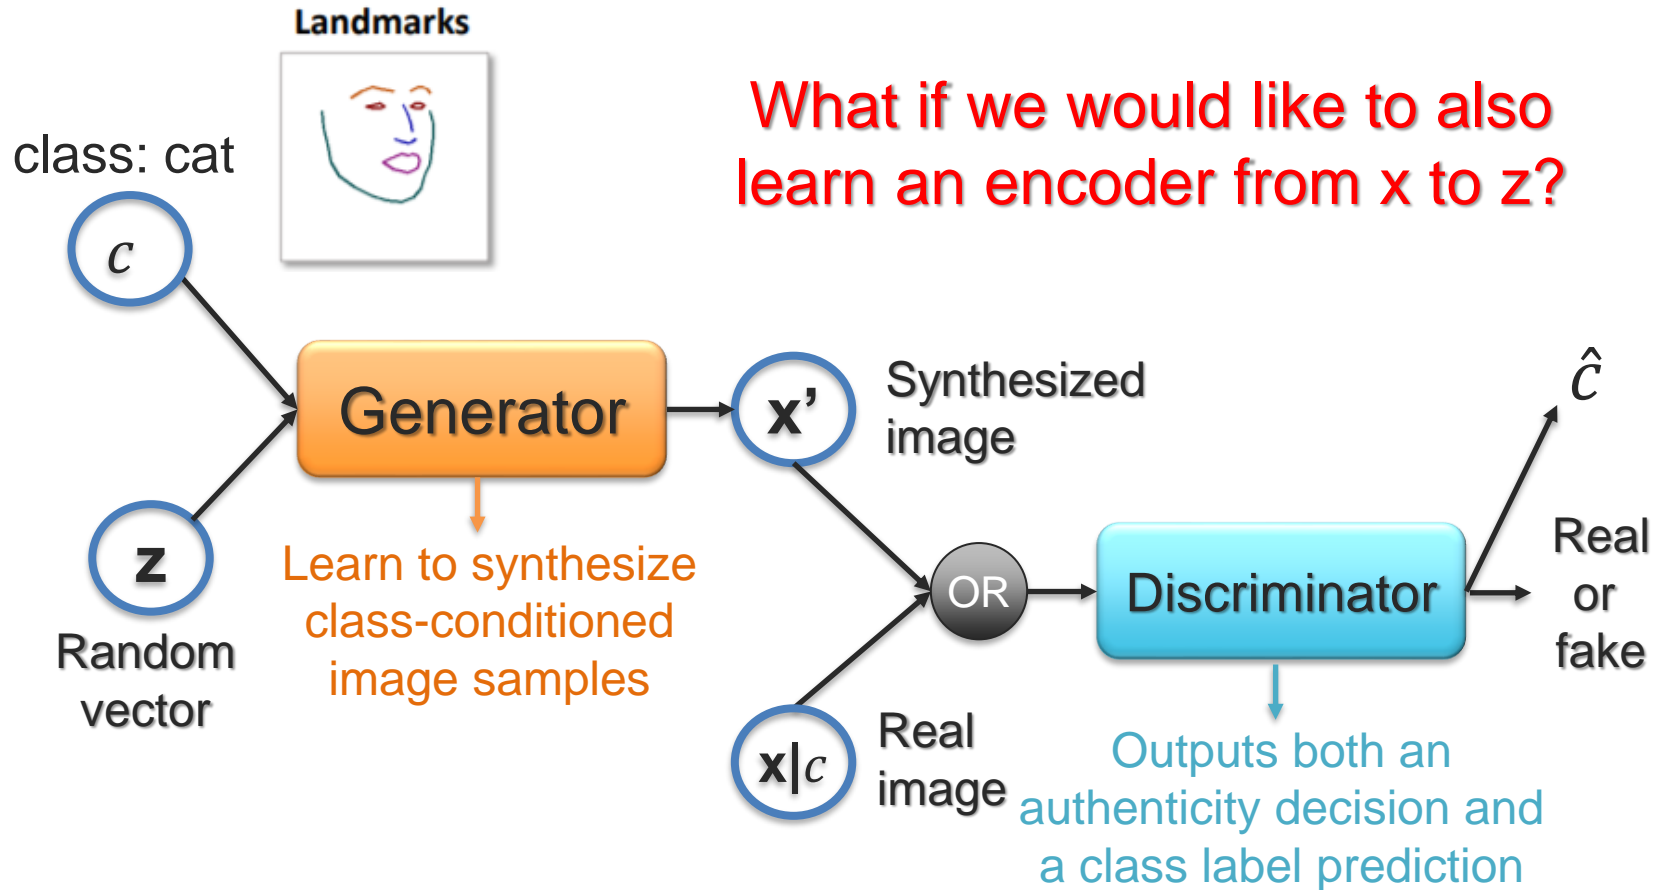 Landmarks
What if we would like to also
learn an encoder from x to z?
class: cat
c
Generator
x’
Synthesized
image
ĉ
z
Random
vector
Learn to synthesize
class-conditioned
image samples
OR
Discriminator
Real
or
fake
x|c
Real
image
Outputs both an
authenticity decision and
a class label prediction